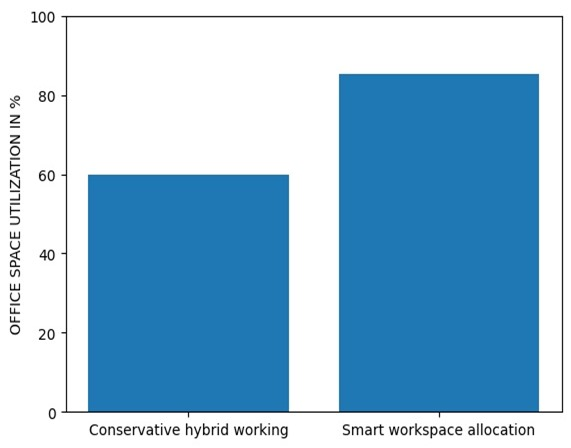 100
80
60
40
20
0
OFFICE SPACE UTILIZATION IN %
Conservative hybrid working
Smart workspace allocation